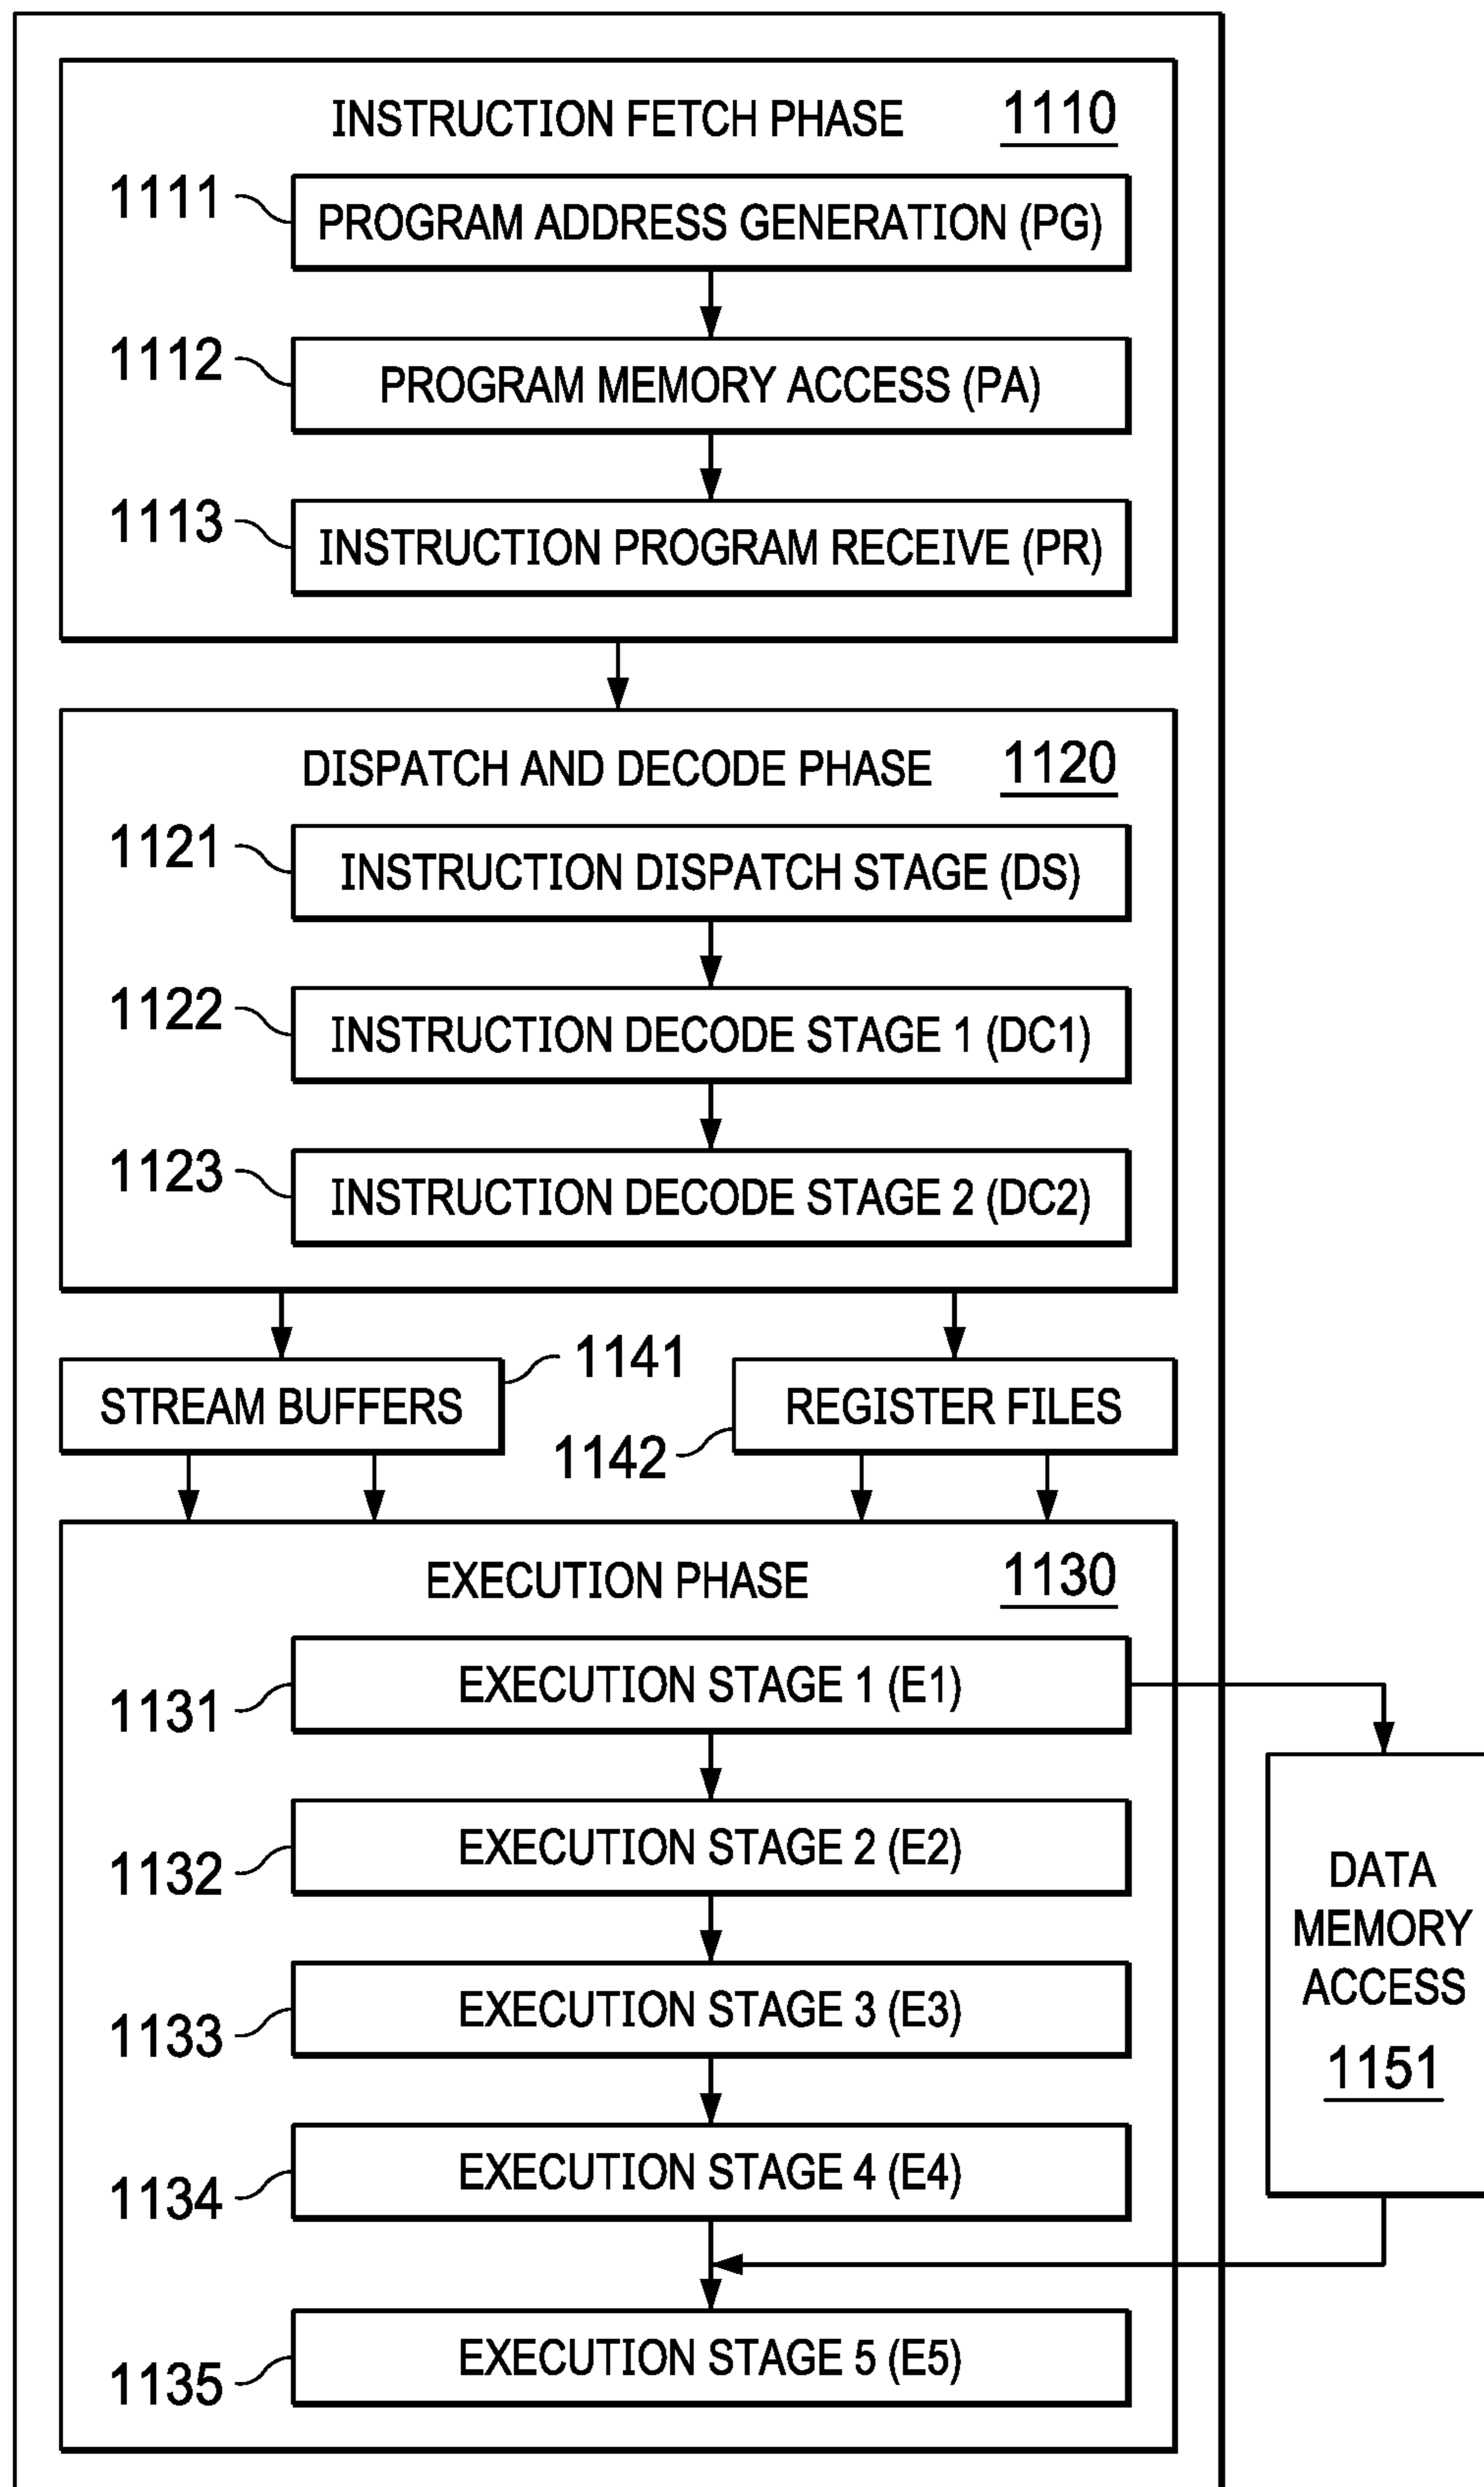 INSTRUCTION FETCH PHASE 1110
1111 PROGRAM ADDRESS GENERATION (PG)
1112 PROGRAM MEMORY ACCESS (PA)
1113 INSTRUCTION PROGRAM RECEIVE (PR)
DISPATCH AND DECODE PHASE 1120
1121 INSTRUCTION DISPATCH STAGE (DS)
1122 INSTRUCTION DECODE STAGE 1 (DC1)
1123 INSTRUCTION DECODE STAGE 2 (DC2)
STREAM BUFFERS
1141
REGISTER FILES
1142
EXECUTION PHASE 1130
1131 EXECUTION STAGE 1 (E1)
1132 EXECUTION STAGE 2 (E2)
1133 EXECUTION STAGE 3 (E3)
1134 EXECUTION STAGE 4 (E4)
1135 EXECUTION STAGE 5 (E5)
DATA
MEMORY
ACCESS
1151